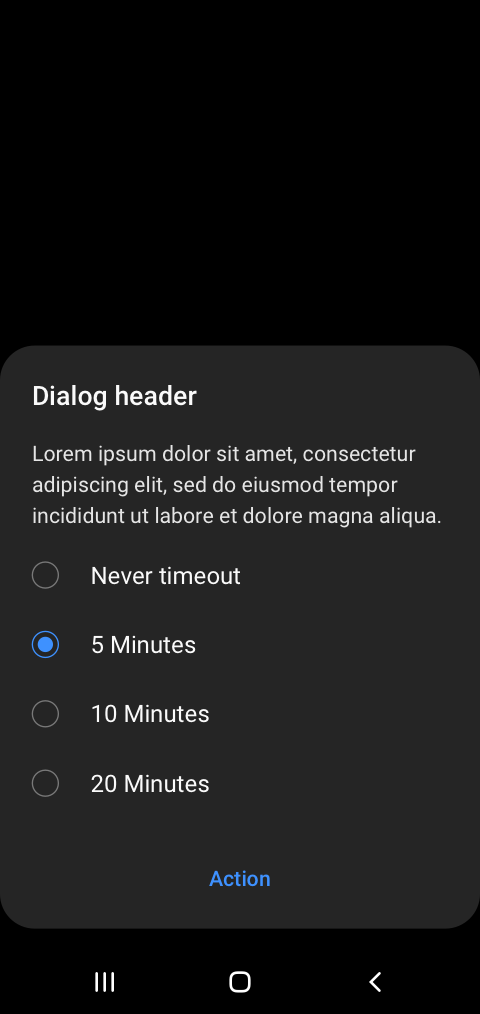 Dialog header
Lorem ipsum dolor sit amet, consectetur
adipiscing elit, sed do eiusmod tempor
incididunt ut labore et dolore magna aliqua.
Never timeout
5 Minutes
10 Minutes
20 Minutes
Action